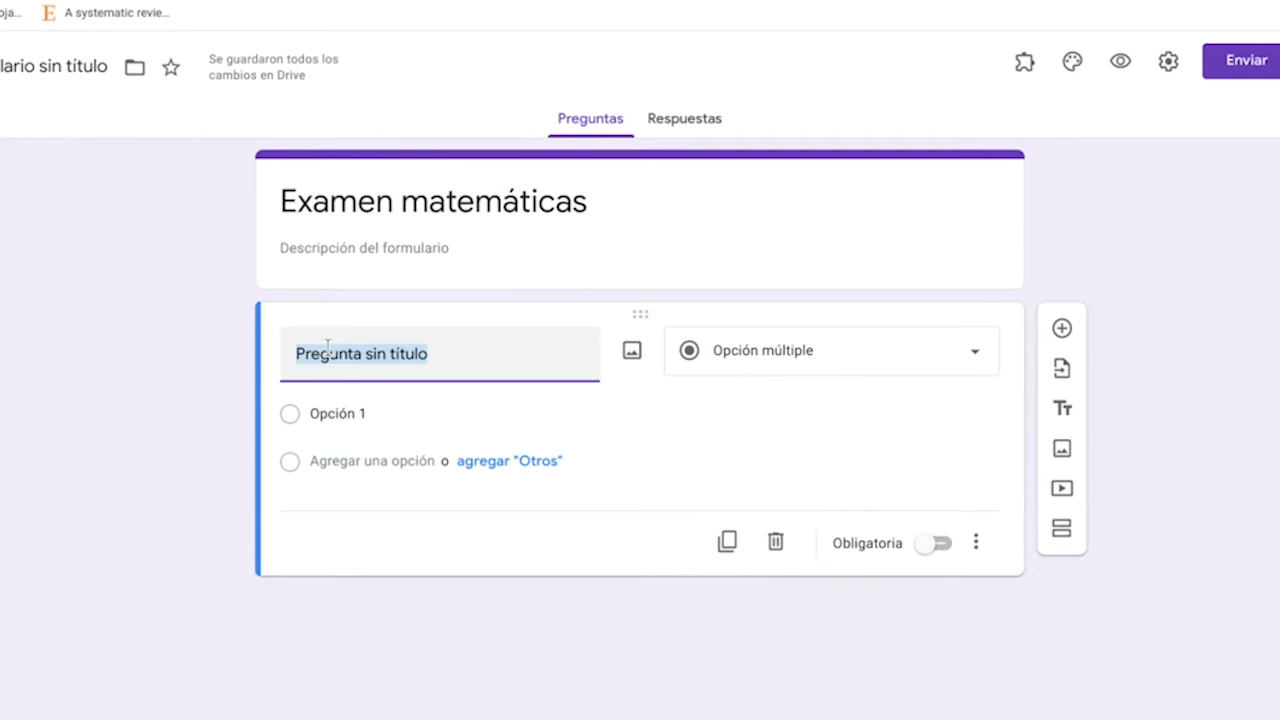 oja...
E A systematic revie...
lario sin título
Se guardaron todos los
cambios en Drive
Enviar
Preguntas
Respuestas
Examen matemáticas
Descripción del formulario
Pregunta sin título
Opción múltiple
Opción 1
Agregar una opción o agregar "Otros"
Obligatoria
Tт